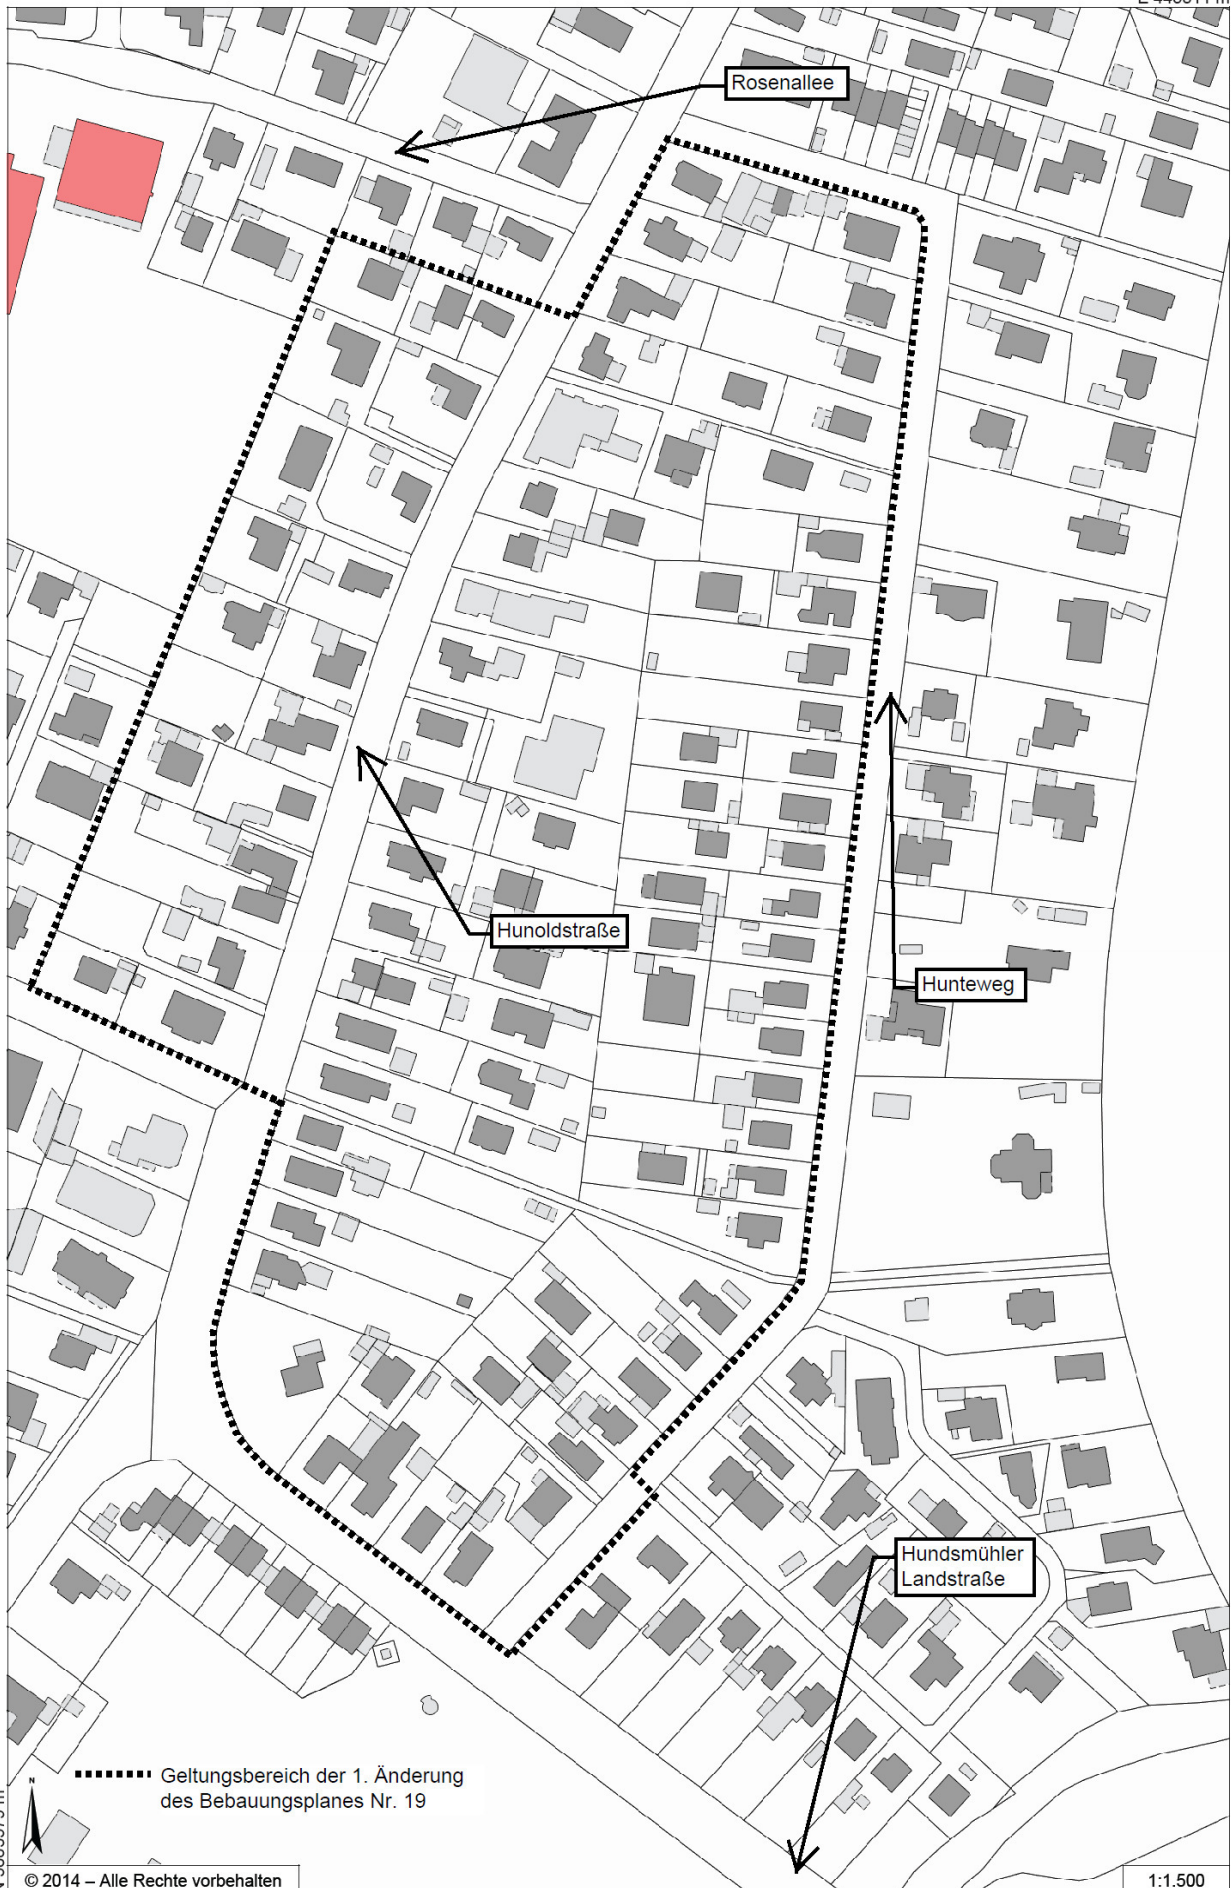 Rosenallee
Hunoldstraße
Hunteweg
Hundsmühler
Landstraße
Geltungsbereich der 1. Änderung
des Bebauungsplanes Nr. 19
N
© 2014 – Alle Rechte vorbehalten
1:1.500